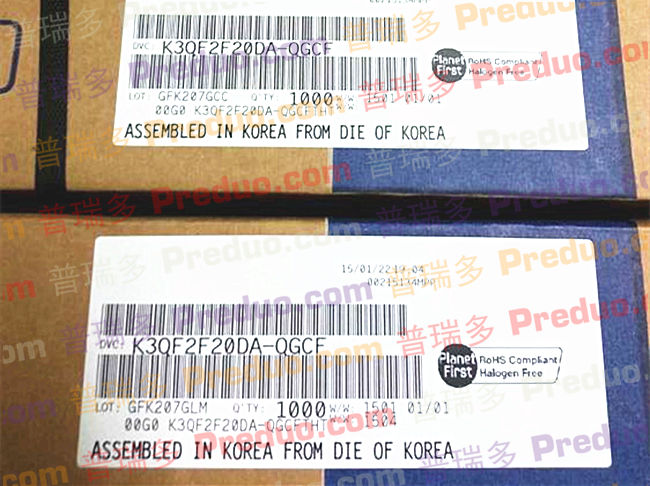 DVC: K3QF2F20DA-QGCF
Planet First
RoHS Compliant
Halogen Free
LOT: GFK207GCC Q'TY: 1000 W/W 1501 01/01
00G0 K3QF2F20DA-QGCFTHT
ASSEMBLED IN KOREA FROM DIE OF KOREA
普瑞多 Preduo.com
15/01/22
DVC: K3QF2F20DA-QGCF
Planet First
RoHS Compliant
Halogen Free
LOT: GFK207GLM Q'TY: 1000 W/W 1501 01/01
00G0 K3QF2F20DA-QGCFTHT W/W 1504
ASSEMBLED IN KOREA FROM DIE OF KOREA